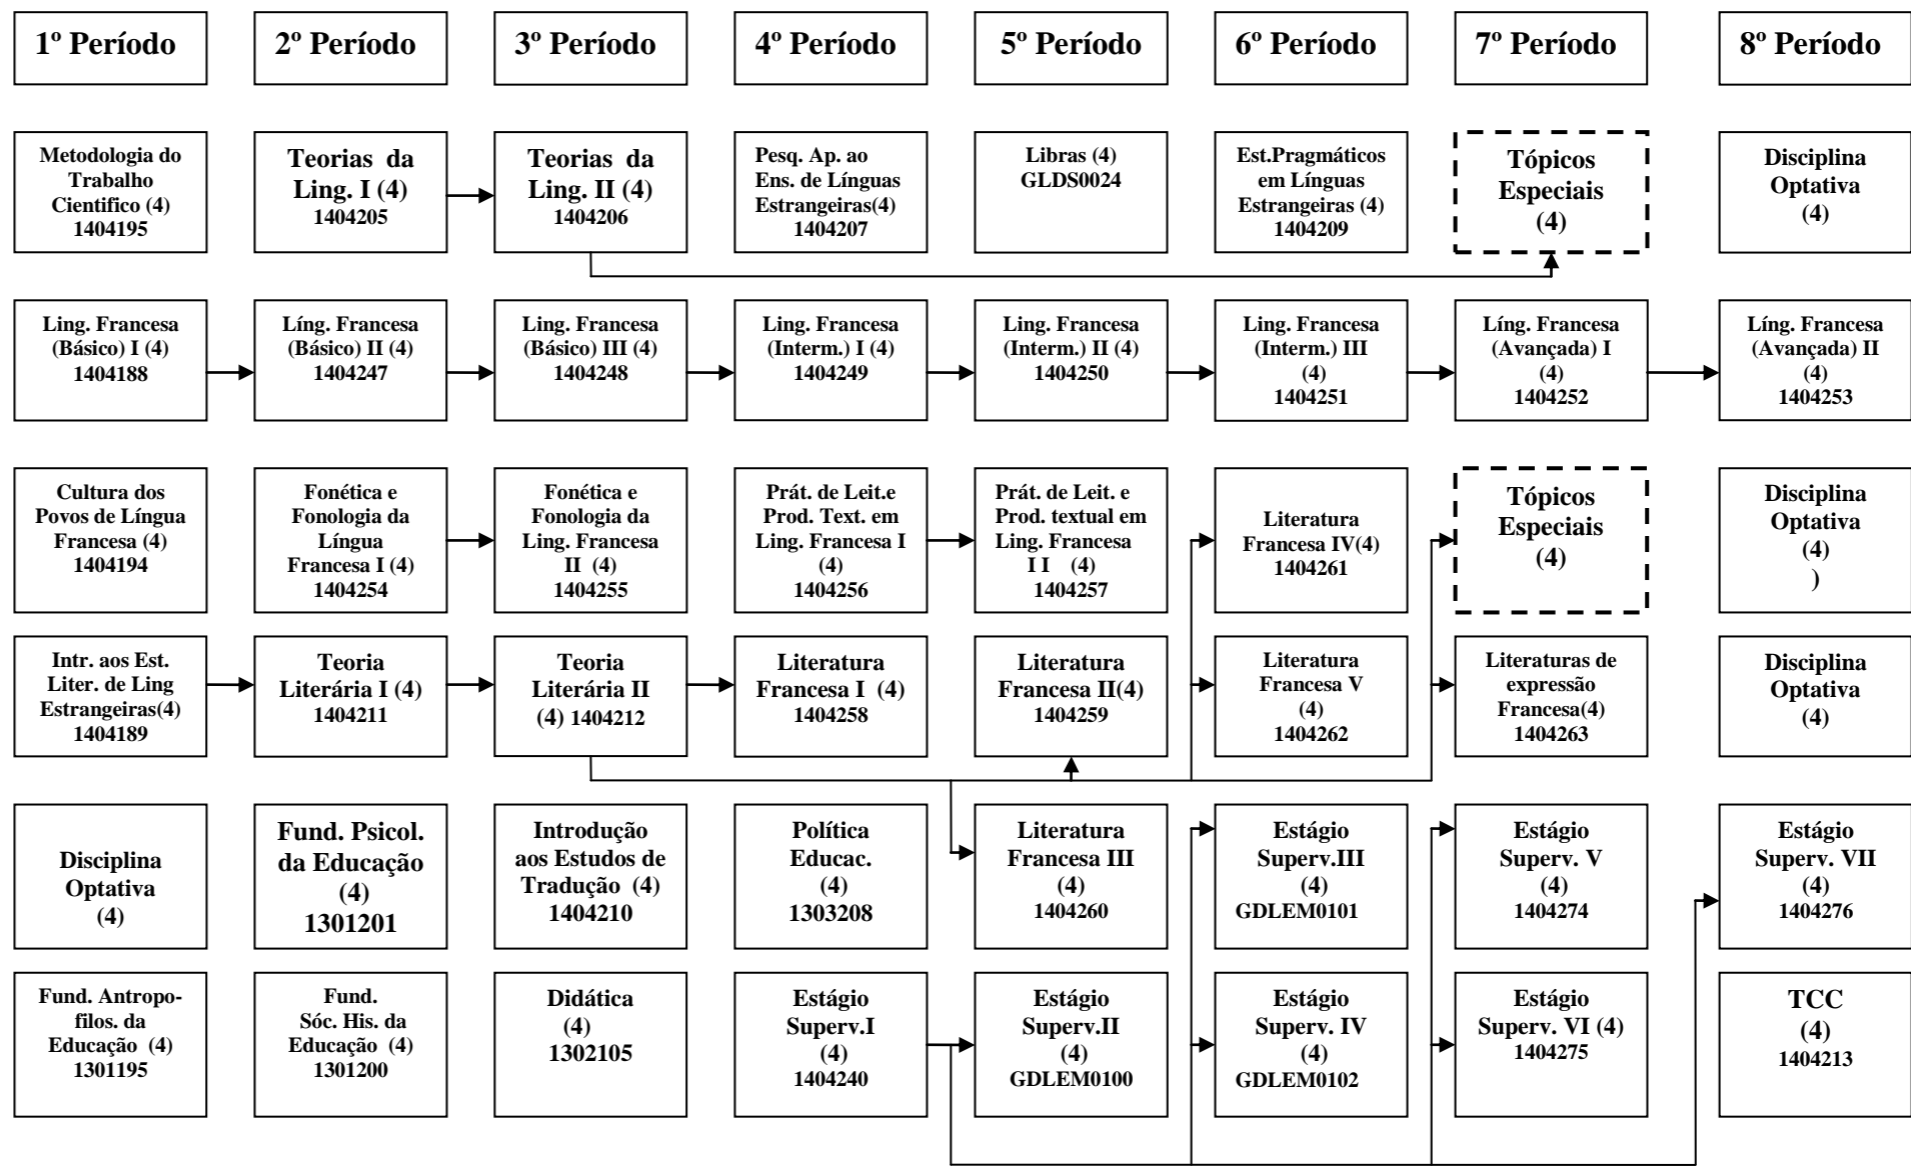 1º Período
2º Período
3º Período
4º Período
5º Período
6º Período
7º Período
8º Período
Metodologia do
Trabalho
Cientifico (4)
1404195
Teorias da
Ling. I (4)
1404205
Teorias da
Ling. II (4)
1404206
Pesq. Ap. ao
Ens. de Línguas
Estrangeiras(4)
1404207
Libras (4)
GLDS0024
Est.Pragmáticos
em Línguas
Estrangeiras (4)
1404209
Tópicos
Especiais
(4)
Disciplina
Optativa
(4)
Ling. Francesa
(Básico) I (4)
1404188
Líng. Francesa
(Básico) II (4)
1404247
Ling. Francesa
(Básico) III (4)
1404248
Ling. Francesa
(Interm.) I (4)
1404249
Ling. Francesa
(Interm.) II (4)
1404250
Ling. Francesa
(Interm.) III
(4)
1404251
Líng. Francesa
(Avançada) I
(4)
1404252
Líng. Francesa
(Avançada) II
(4)
1404253
Cultura dos
Povos de Língua
Francesa (4)
1404194
Fonética e
Fonologia da
Língua
Francesa I (4)
1404254
Fonética e
Fonologia da
Ling. Francesa
II (4)
1404255
Prát. de Leit.e
Prod. Text. em
Ling. Francesa I
(4)
1404256
Prát. de Leit. e
Prod. textual em
Ling. Francesa
I I (4)
1404257
Literatura
Francesa IV(4)
1404261
Tópicos
Especiais
(4)
Disciplina
Optativa
(4)
)
Intr. aos Est.
Liter. de Ling
Estrangeiras(4)
1404189
Teoria
Literária I (4)
1404211
Teoria
Literária II
(4) 1404212
Literatura
Francesa I (4)
1404258
Literatura
Francesa II(4)
1404259
Literatura
Francesa V
(4)
1404262
Literaturas de
expressão
Francesa(4)
1404263
Disciplina
Optativa
(4)
Disciplina
Optativa
(4)
Fund. Psicol.
da Educação
(4)
1301201
Introdução
aos Estudos de
Tradução (4)
1404210
Política
Educac.
(4)
1303208
Literatura
Francesa III
(4)
1404260
Estágio
Superv.III
(4)
GDLEM0101
Estágio
Superv. V
(4)
1404274
Estágio
Superv. VII
(4)
1404276
Fund. Antropo-
filos. da
Educação (4)
1301195
Fund.
Sóc. His. da
Educação (4)
1301200
Didática
(4)
1302105
Estágio
Superv.I
(4)
1404240
Estágio
Superv.II
(4)
GDLEM0100
Estágio
Superv. IV
(4)
GDLEM0102
Estágio
Superv. VI (4)
1404275
TCC
(4)
1404213